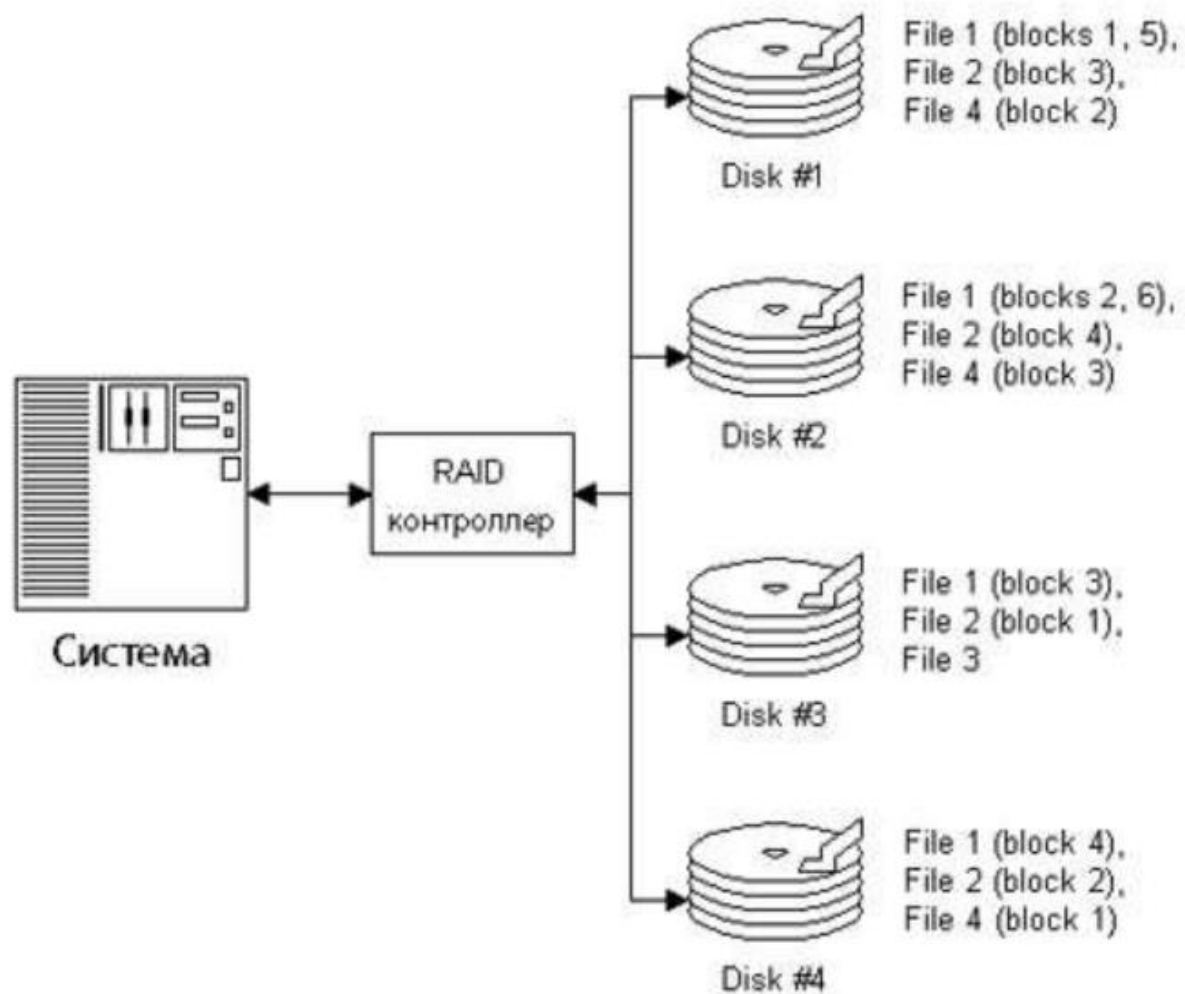 File 1 (blocks 1, 5),
File 2 (block 3),
File 4 (block 2)
Disk #1
File 1 (blocks 2, 6),
File 2 (block 4),
File 4 (block 3)
Disk #2
RAID
контроллер
Система
File 1 (block 3),
File 2 (block 1),
File 3
Disk #3
File 1 (block 4),
File 2 (block 2),
File 4 (block 1)
Disk #4